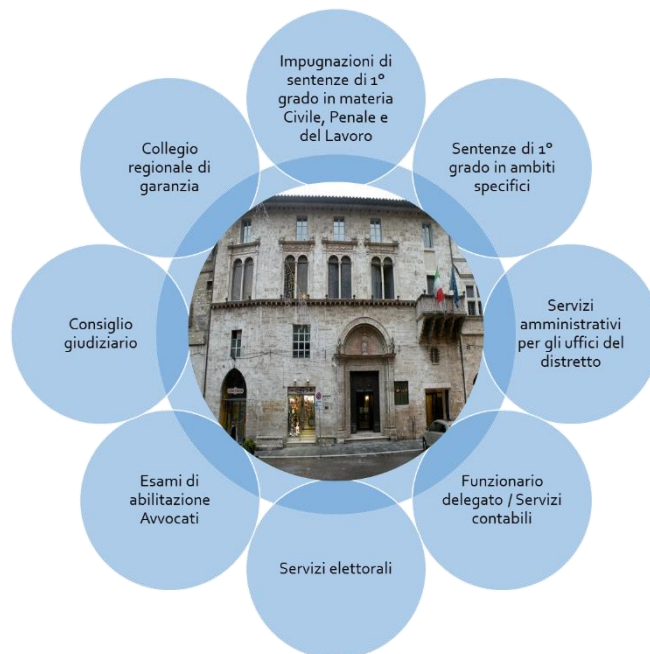 Impugnazioni di
sentenze di 1°
grado in materia
Civile, Penale e
del Lavoro
Sentenze di 1°
grado in ambiti
specifici
Servizi
amministrativi
per gli uffici del
distretto
Funzionario
delegato / Servizi
contabili
Servizi elettorali
Esami di
abilitazione
Avvocati
Consiglio
giudiziario
Collegio
regionale di
garanzia